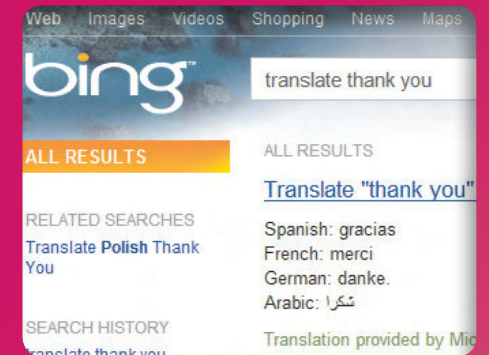 Web Images Videos Shopping News Maps
bing™
translate thank you
ALL RESULTS
RELATED SEARCHES
Translate Polish Thank
You
SEARCH HISTORY
translate thank you
ALL RESULTS
Translate "thank you"
Spanish: gracias
French: merci
German: danke.
Arabic: شكرا
Translation provided by Mic